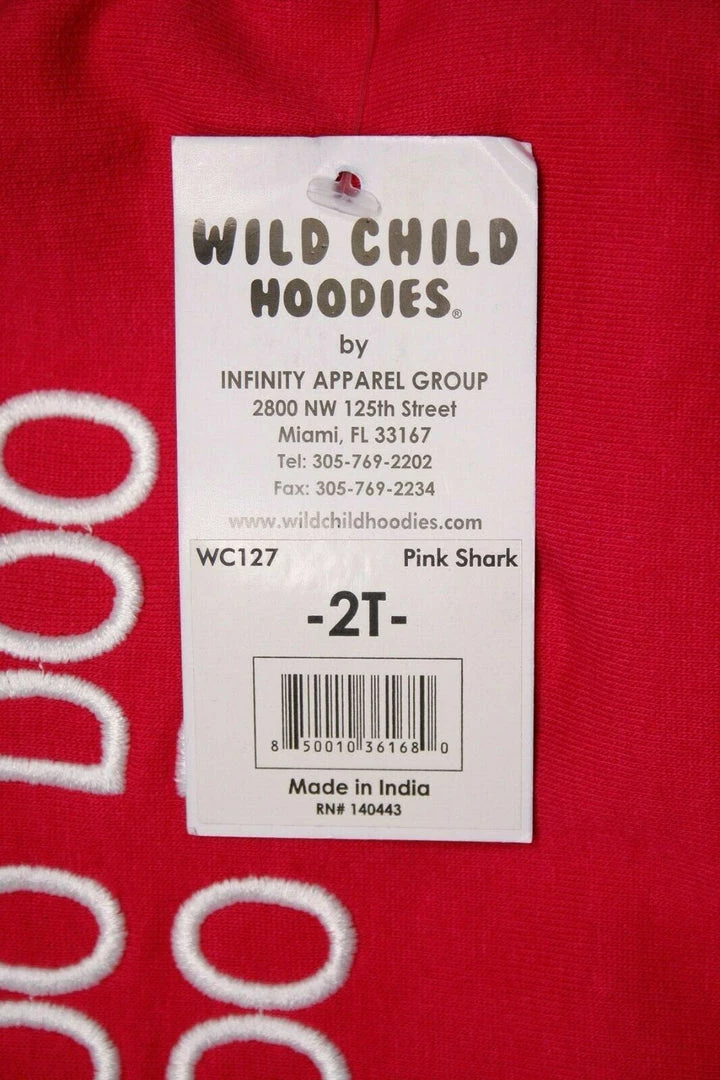 WILD CHILD
HOODIES®
by
INFINITY APPAREL GROUP
2800 NW 125th Street
Miami, FL 33167
Tel: 305-769-2202
Fax: 305-769-2234
www.wildchildhoodies.com
WC127 Pink Shark
-2T-
8 50010 36168 0
Made in India
RN# 140443
DOO
DOO